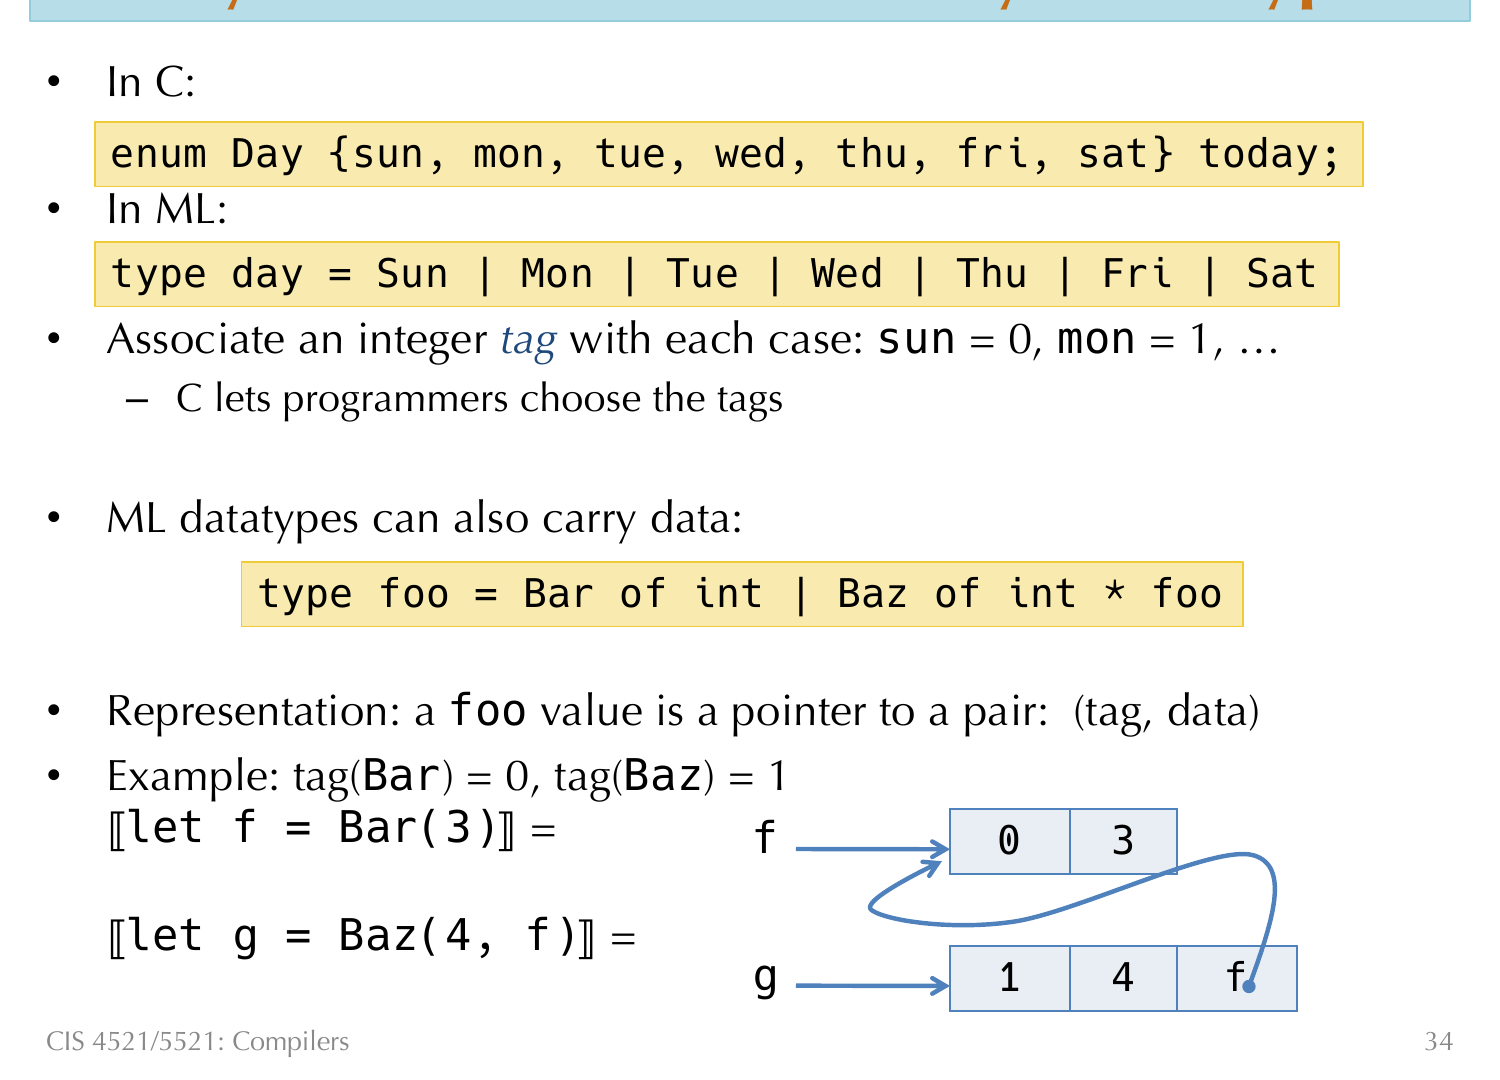 • In C:
enum Day {sun, mon, tue, wed, thu, fri, sat} today;
• In ML:
type day = Sun | Mon | Tue | Wed | Thu | Fri | Sat
• Associate an integer tag with each case: sun = 0, mon = 1, …
– C lets programmers choose the tags
• ML datatypes can also carry data:
type foo = Bar of int | Baz of int * foo
• Representation: a foo value is a pointer to a pair: (tag, data)
• Example: tag(Bar) = 0, tag(Baz) = 1
⟦let f = Bar(3)⟧ =
f
0 3
⟦let g = Baz(4, f)⟧ =
g
1 4 f
CIS 4521/5521: Compilers
34